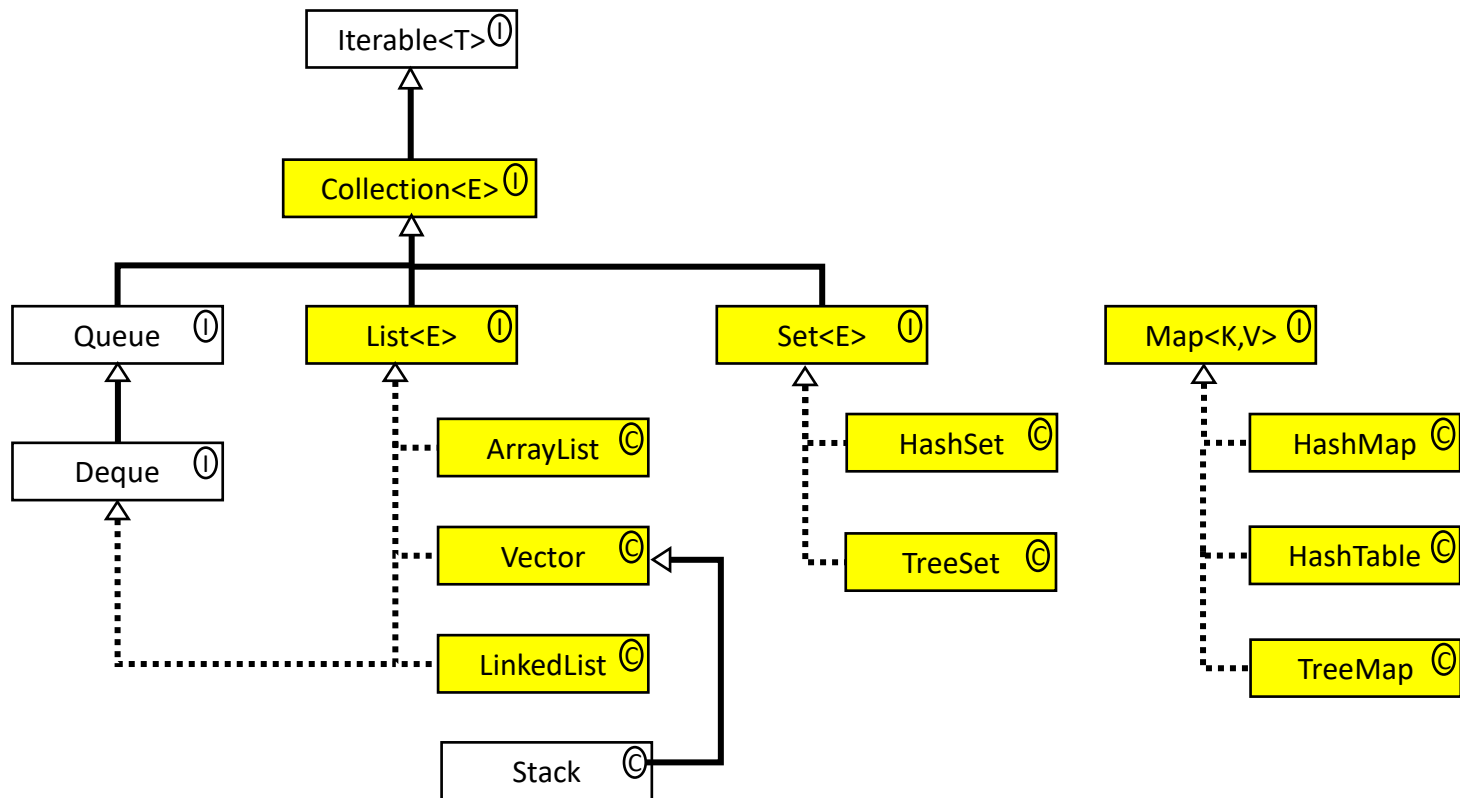 Iterable<T> I
Collection<E> I
Queue I
List<E> I
Set<E> I
Map<K,V> I
ArrayList C
HashSet C
HashMap C
Deque I
Vector C
TreeSet C
HashTable C
LinkedList C
TreeMap C
Stack C